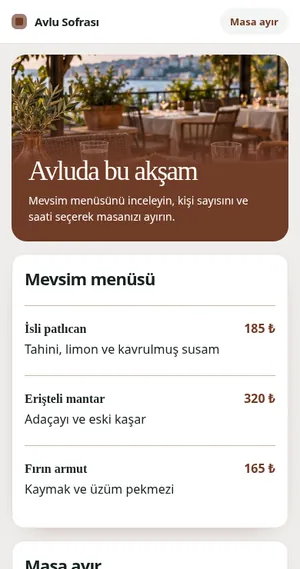 Avlu Sofrası
Masa ayır
Avluda bu akşam
Mevsim menüsünü inceleyin, kişi sayısını ve
saati seçerek masanızı ayırın.
Mevsim menüsü
İsli patlıcan 185 ₺
Tahini, limon ve kavrulmuş susam
Erişteli mantar 320 ₺
Adaçayı ve eski kaşar
Fırın armut 165 ₺
Kaymak ve üzüm pekmezi
Masa ayır